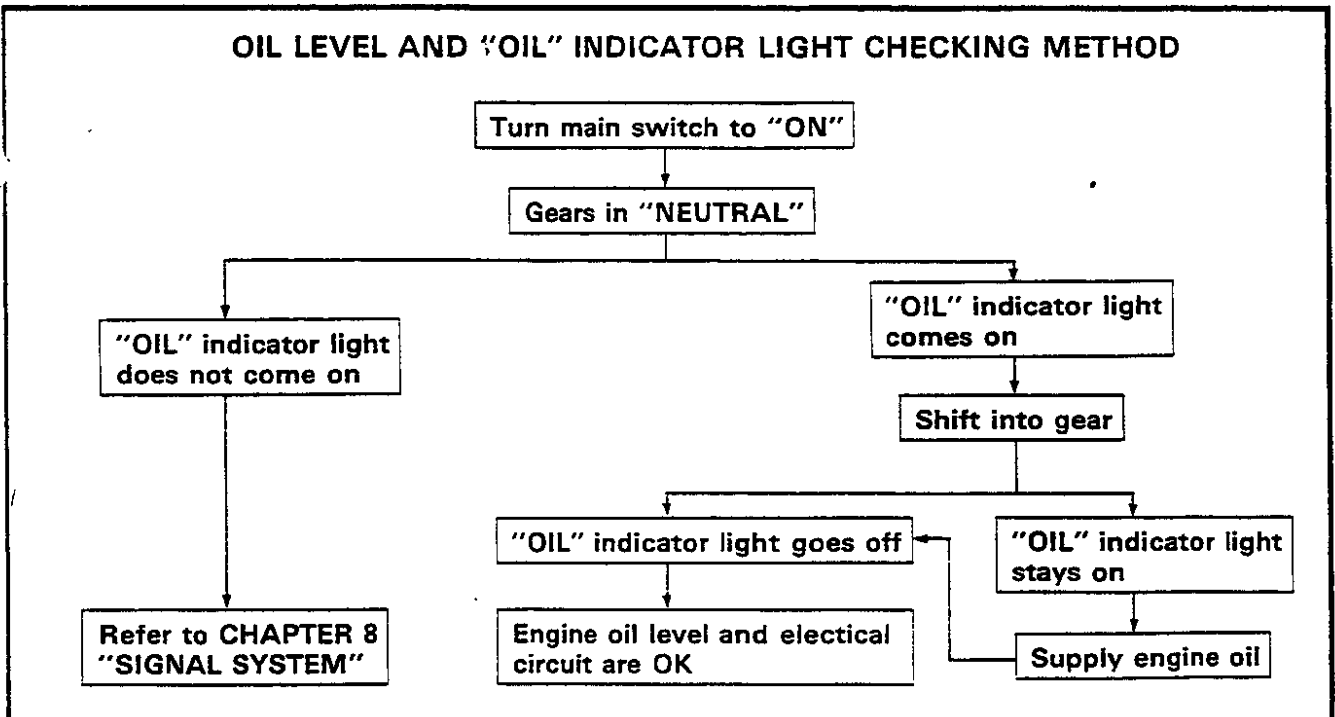 OIL LEVEL AND "OIL" INDICATOR LIGHT CHECKING METHOD
Turn main switch to "ON"
Gears in "NEUTRAL"
"OIL" indicator light
does not come on
"OIL" indicator light
comes on
Shift into gear
"OIL" indicator light goes off
"OIL" indicator light
stays on
Refer to CHAPTER 8
"SIGNAL SYSTEM"
Engine oil level and electical
circuit are OK
Supply engine oil